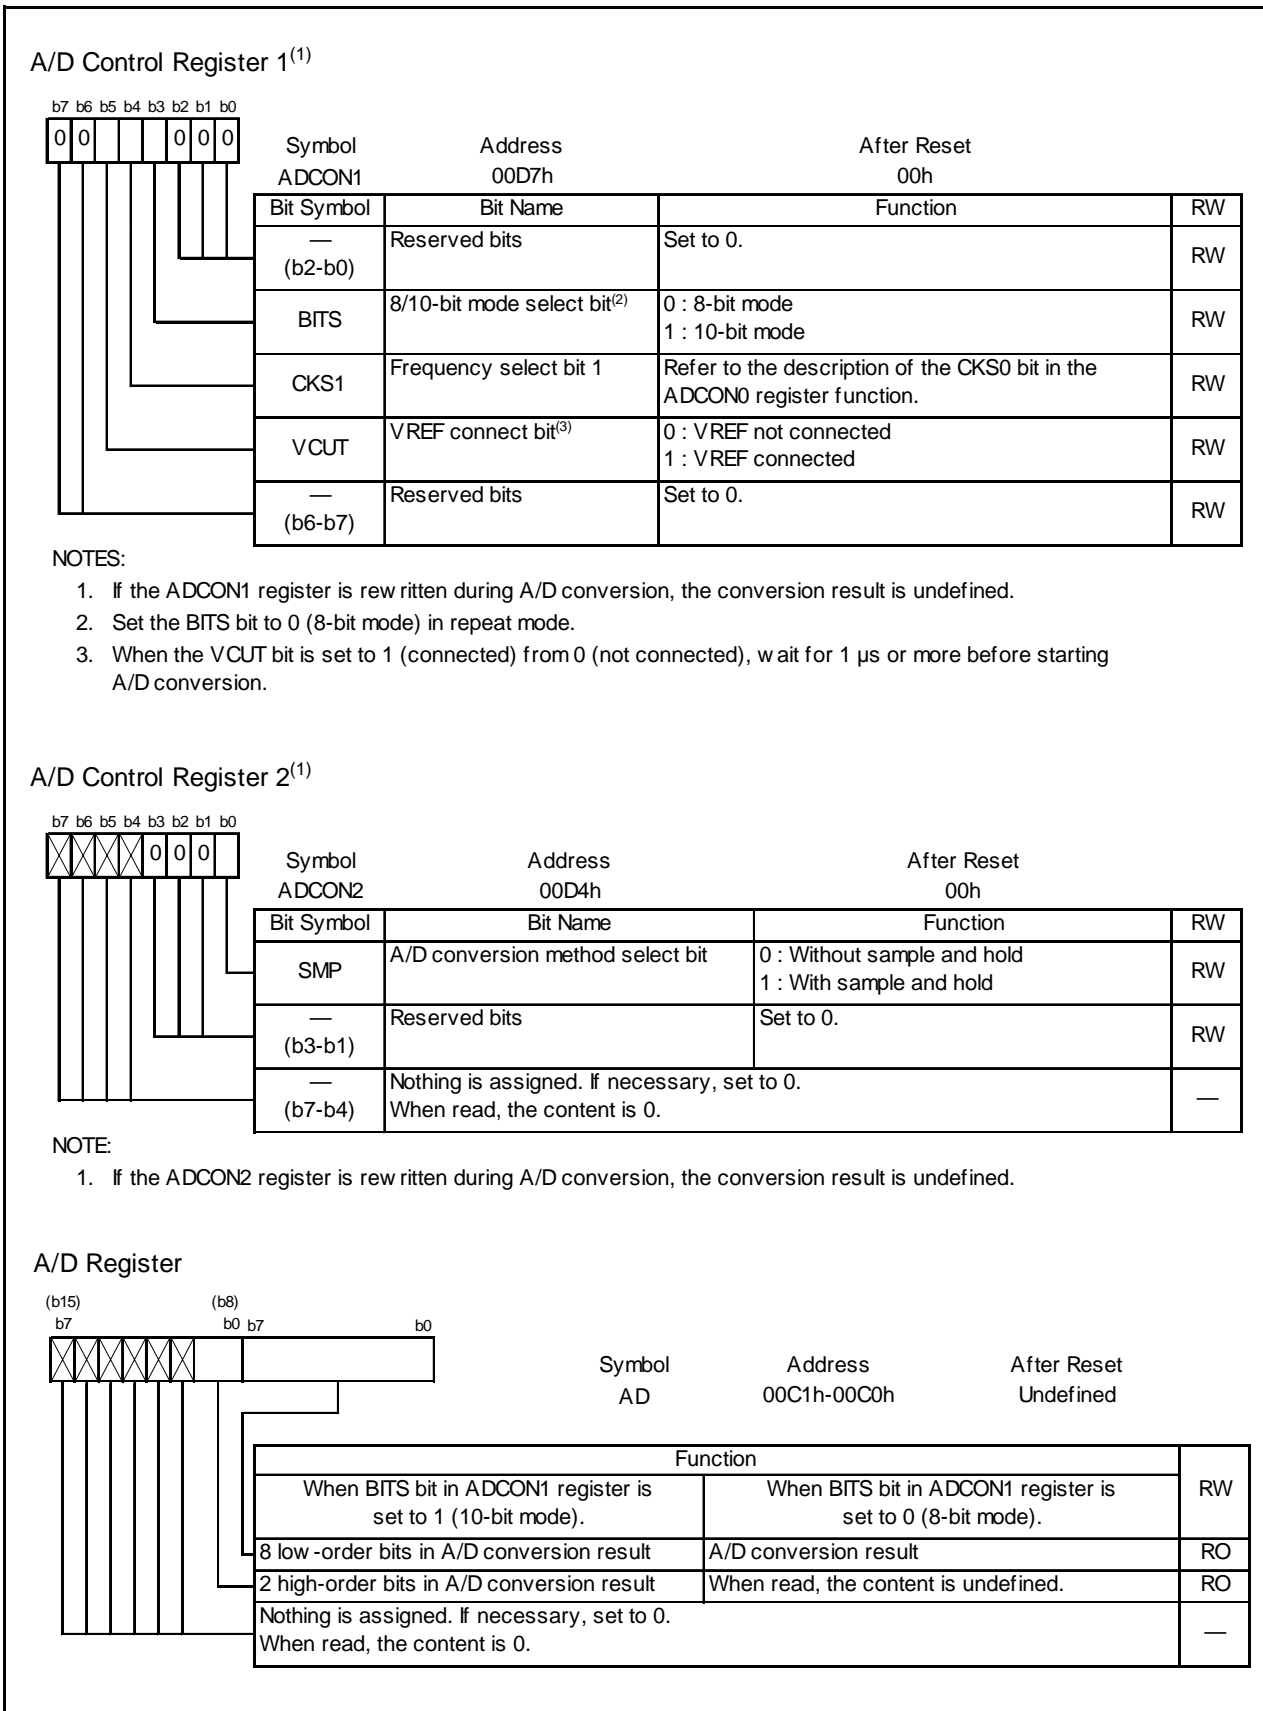 A/D Control Register 1(1)
b7 b6 b5 b4 b3 b2 b1 b0
0 0 0 0 0
Symbol Address After Reset
ADCON1 00D7h 00h
Bit Symbol Bit Name Function RW
— (b2-b0) Reserved bits Set to 0. RW
BITS 8/10-bit mode select bit(2) 0 : 8-bit mode
1 : 10-bit mode RW
CKS1 Frequency select bit 1 Refer to the description of the CKS0 bit in the
ADCON0 register function. RW
VCUT VREF connect bit(3) 0 : VREF not connected
1 : VREF connected RW
— (b6-b7) Reserved bits Set to 0. RW
NOTES:
1. If the ADCON1 register is rewritten during A/D conversion, the conversion result is undefined.
2. Set the BITS bit to 0 (8-bit mode) in repeat mode.
3. When the VCUT bit is set to 1 (connected) from 0 (not connected), wait for 1 µs or more before starting
A/D conversion.
A/D Control Register 2(1)
b7 b6 b5 b4 b3 b2 b1 b0
0 0 0
Symbol Address After Reset
ADCON2 00D4h 00h
Bit Symbol Bit Name Function RW
SMP A/D conversion method select bit 0 : Without sample and hold
1 : With sample and hold RW
— (b3-b1) Reserved bits Set to 0. RW
— (b7-b4) Nothing is assigned. If necessary, set to 0.
When read, the content is 0. —
NOTE:
1. If the ADCON2 register is rewritten during A/D conversion, the conversion result is undefined.
A/D Register
(b15) (b8)
b7 b0 b7 b0
Symbol Address After Reset
AD 00C1h-00C0h Undefined
Function RW
When BITS bit in ADCON1 register is
set to 1 (10-bit mode).
When BITS bit in ADCON1 register is
set to 0 (8-bit mode).
8 low-order bits in A/D conversion result A/D conversion result RO
2 high-order bits in A/D conversion result When read, the content is undefined. RO
Nothing is assigned. If necessary, set to 0.
When read, the content is 0. —